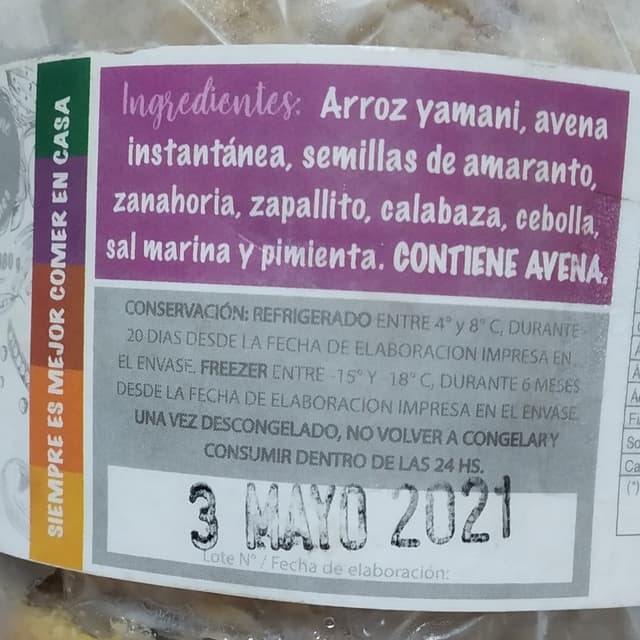 Ingredientes: Arroz yamani, avena
instantánea, semillas de amaranto,
zanahoria, zapallito, calabaza, cebolla,
sal marina y pimienta. CONTIENE AVENA.
CONSERVACIÓN: REFRIGERADO ENTRE 4° y 8° C, DURANTE
20 DIAS DESDE LA FECHA DE ELABORACION IMPRESA EN
EL ENVASE. FREEZER ENTRE -15° Y -18° C, DURANTE 6 MESES
DESDE LA FECHA DE ELABORACION IMPRESA EN EL ENVASE.
UNA VEZ DESCONGELADO, NO VOLVER A CONGELAR Y
CONSUMIR DENTRO DE LAS 24 HS.
3 MAYO 2021
Lote N° / Fecha de elaboración:
SIEMPRE ES MEJOR COMER EN CASA